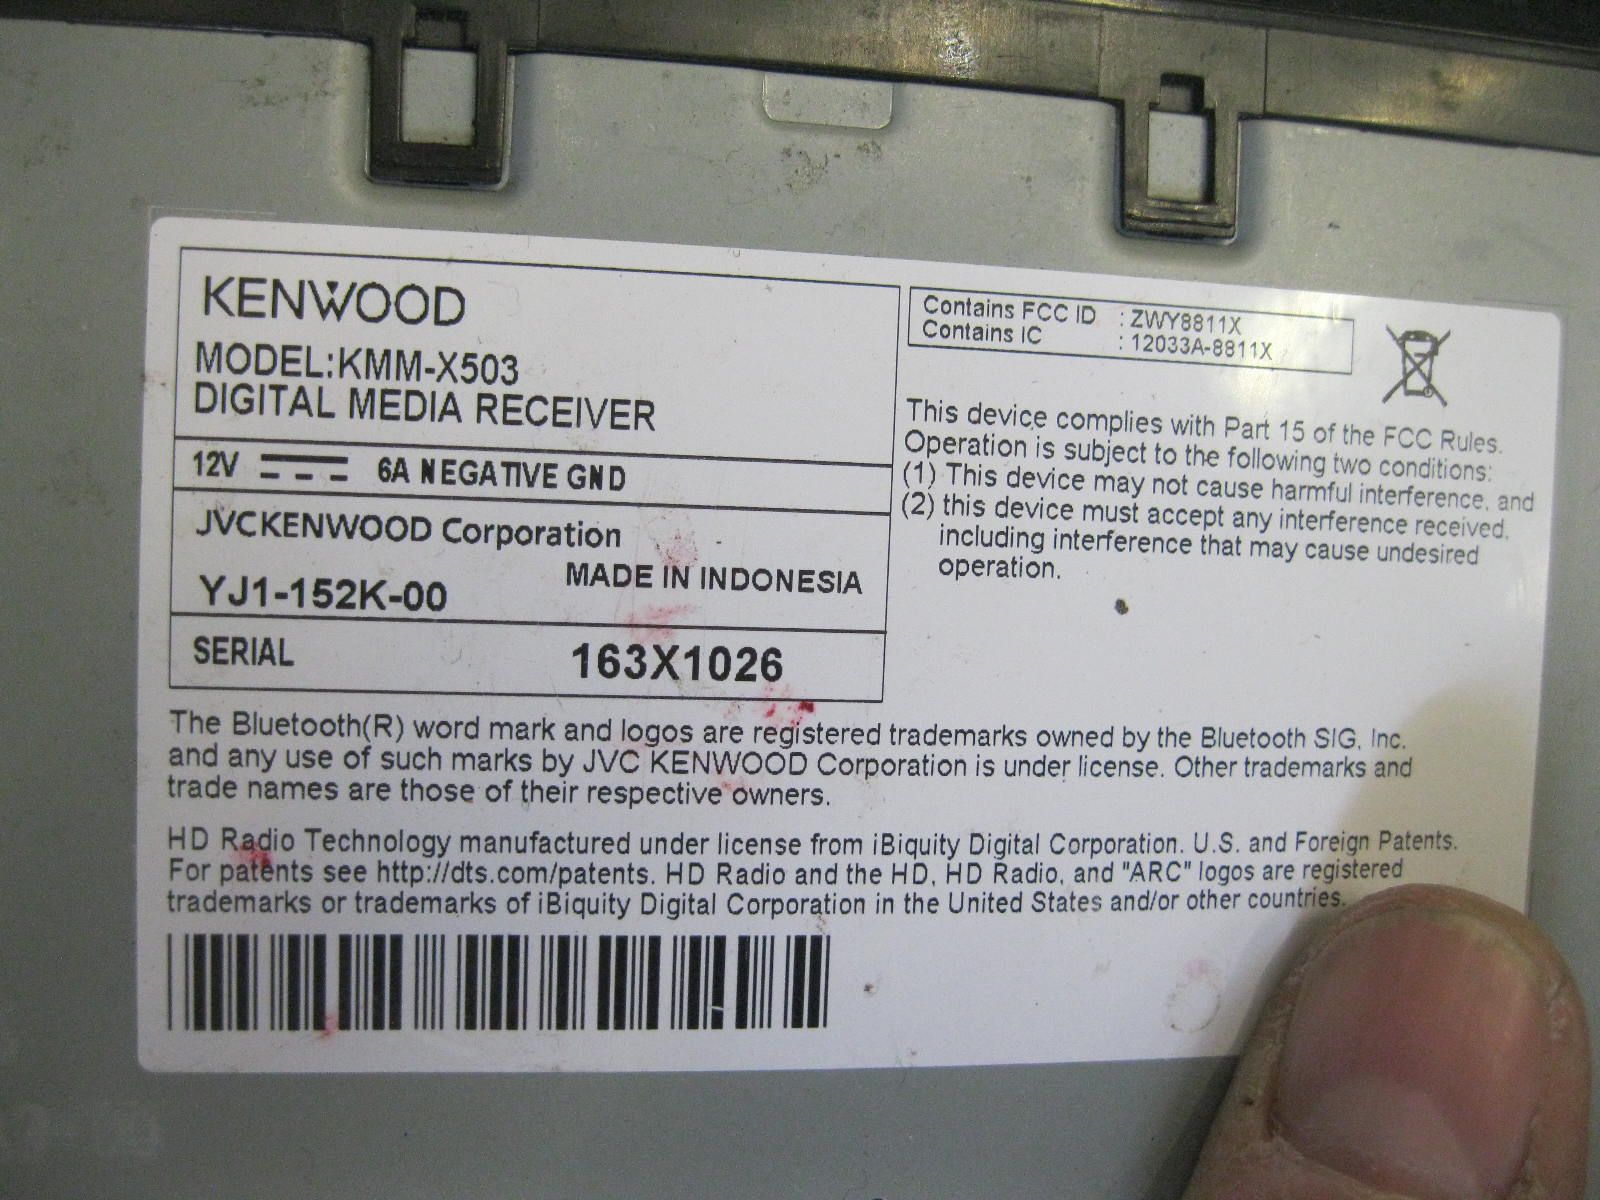 KENWOOD
MODEL:KMM-X503
DIGITAL MEDIA RECEIVER
12V 6A NEGATIVE GND
JVCKENWOOD Corporation
MADE IN INDONESIA
YJ1-152K-00
SERIAL 163X1026
Contains FCC ID : ZWY8811X
Contains IC : 12033A-8811X
This device complies with Part 15 of the FCC Rules.
Operation is subject to the following two conditions:
(1) This device may not cause harmful interference, and
(2) this device must accept any interference received,
including interference that may cause undesired
operation.
The Bluetooth(R) word mark and logos are registered trademarks owned by the Bluetooth SIG, Inc.
and any use of such marks by JVC KENWOOD Corporation is under license. Other trademarks and
trade names are those of their respective owners.
HD Radio Technology manufactured under license from iBiquity Digital Corporation. U.S. and Foreign Patents.
For patents see http://dts.com/patents. HD Radio and the HD, HD Radio, and "ARC" logos are registered
trademarks or trademarks of iBiquity Digital Corporation in the United States and/or other countries.